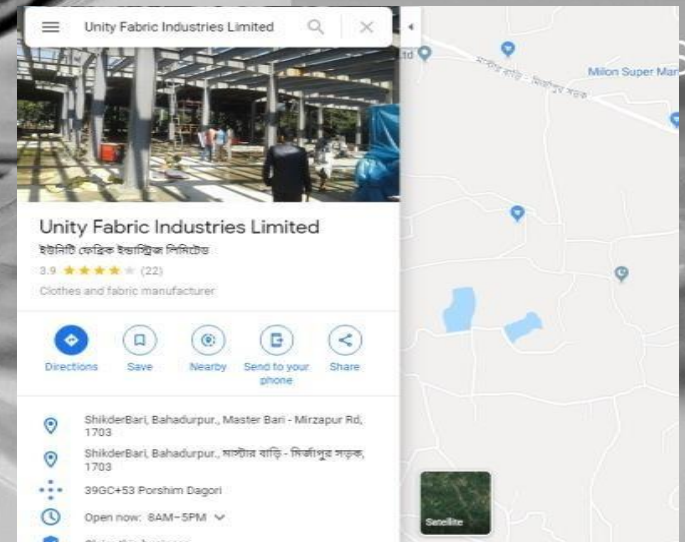 Unity Fabric Industries Limited
Unity Fabric Industries Limited
ইউনিটি ফেব্রিক ইন্ডাস্ট্রিজ লিমিটেড
3.9 (22)
Clothes and fabric manufacturer
Directions
Save
Nearby
Send to your
phone
Share
ShikderBari, Bahadurpur., Master Bari - Mirzapur Rd,
1703
ShikderBari, Bahadurpur., মাস্টার বাড়ি - মির্জাপুর সড়ক,
1703
39GC+53 Porshim Dagori
Open now: 8AM–5PM
td
মাস্টার বাড়ি - মির্জাপুর সড়ক
Milon Super Mar
Satellite